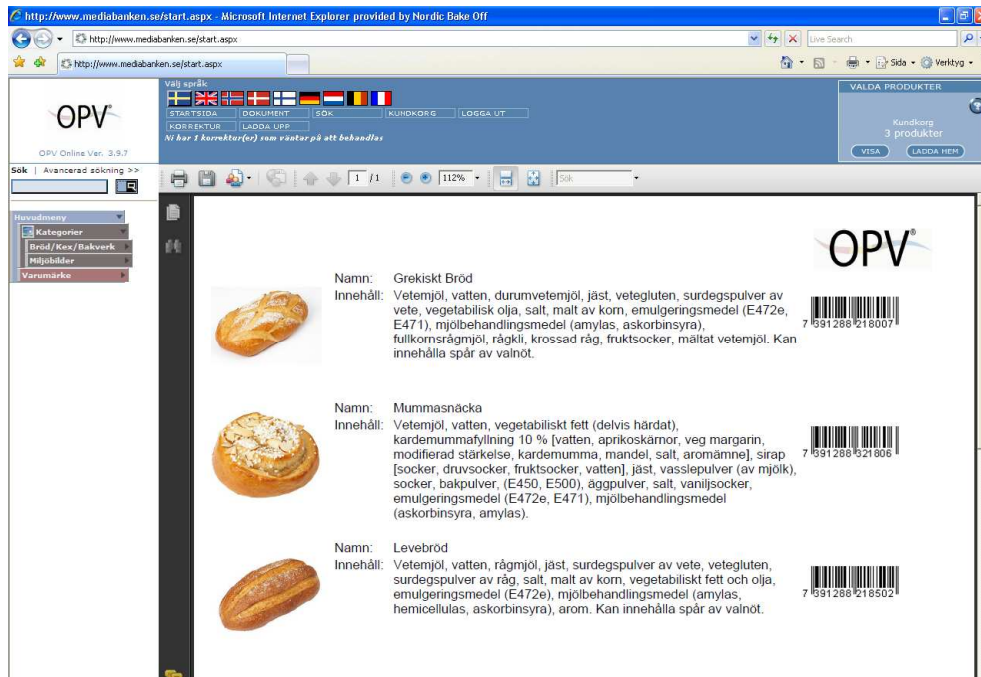 http://www.mediabanken.se/start.aspx - Microsoft Internet Explorer provided by Nordic Bake Off
http://www.mediabanken.se/start.aspx
Live Search
http://www.mediabanken.se/start.aspx
Sida
Verktyg
OPV®
OPV Online Ver. 3.9.7
Välj språk
STARTSIDA DOKUMENT SÖK KUNDKORG LOGGA UT
KORREKTUR LADDA UPP
Ni har 1 korrektur(er) som väntar på att behandlas
VALDA PRODUKTER
Kundkorg
3 produkter
VISA LADDA HEM
Sök | Avancerad sökning >>
1 /1 112% Sök
Huvudmeny
Kategorier
Bröd/Kex/Bakverk
Miljöbilder
Varumärke
OPV®
Namn: Grekiskt Bröd
Innehåll: Vetemjöl, vatten, durumvetemjöl, jäst, vetegluten, surdegspulver av
vete, vegetabilisk olja, salt, malt av korn, emulgeringsmedel (E472e,
E471), mjölbehandlingsmedel (amylas, askorbinsyra),
fullkornsrågmjöl, rågkli, krossad råg, fruktsocker, mältat vetemjöl. Kan
innehålla spår av valnöt.
7 391288 218007
Namn: Mummasnäcka
Innehåll: Vetemjöl, vatten, vegetabiliskt fett (delvis härdat),
kardemummafyllning 10 % [vatten, aprikoskärnor, veg margarin,
modifierad stärkelse, kardemumma, mandel, salt, aromämne], sirap
[socker, druvsocker, fruktsocker, vatten], jäst, vasslepulver (av mjölk),
socker, bakpulver, (E450, E500), äggpulver, salt, vaniljsocker,
emulgeringsmedel (E472e, E471), mjölbehandlingsmedel
(askorbinsyra, amylas).
7 391288 321806
Namn: Levebröd
Innehåll: Vetemjöl, vatten, rågmjöl, jäst, surdegspulver av vete, vetegluten,
surdegspulver av råg, salt, malt av korn, vegetabiliskt fett och olja,
emulgeringsmedel (E472e), mjölbehandlingsmedel (amylas,
hemicellulas, askorbinsyra), arom. Kan innehålla spår av valnöt.
7 391288 218502